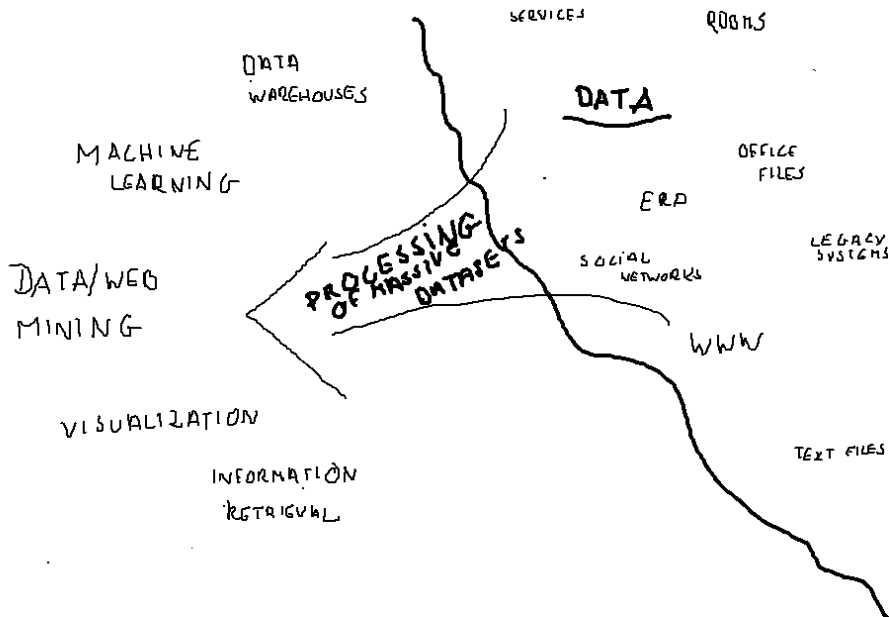 SERVICES
RDBMS
DATA
WAREHOUSES
DATA
MACHINE
LEARNING
OFFICE
FILES
ERP
PROCESSING
OF MASSIVE
DATASETS
SOCIAL
NETWORKS
LEGACY
SYSTEMS
DATA/WEB
MINING
WWW
VISUALIZATION
TEXT FILES
INFORMATION
RETRIEVAL